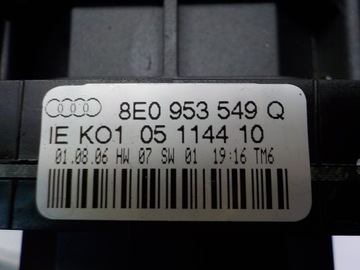 8E0 953 549 Q
IE KO1 05 1144 10
01.08.06 HW 07 SW 01 19:16 TM6